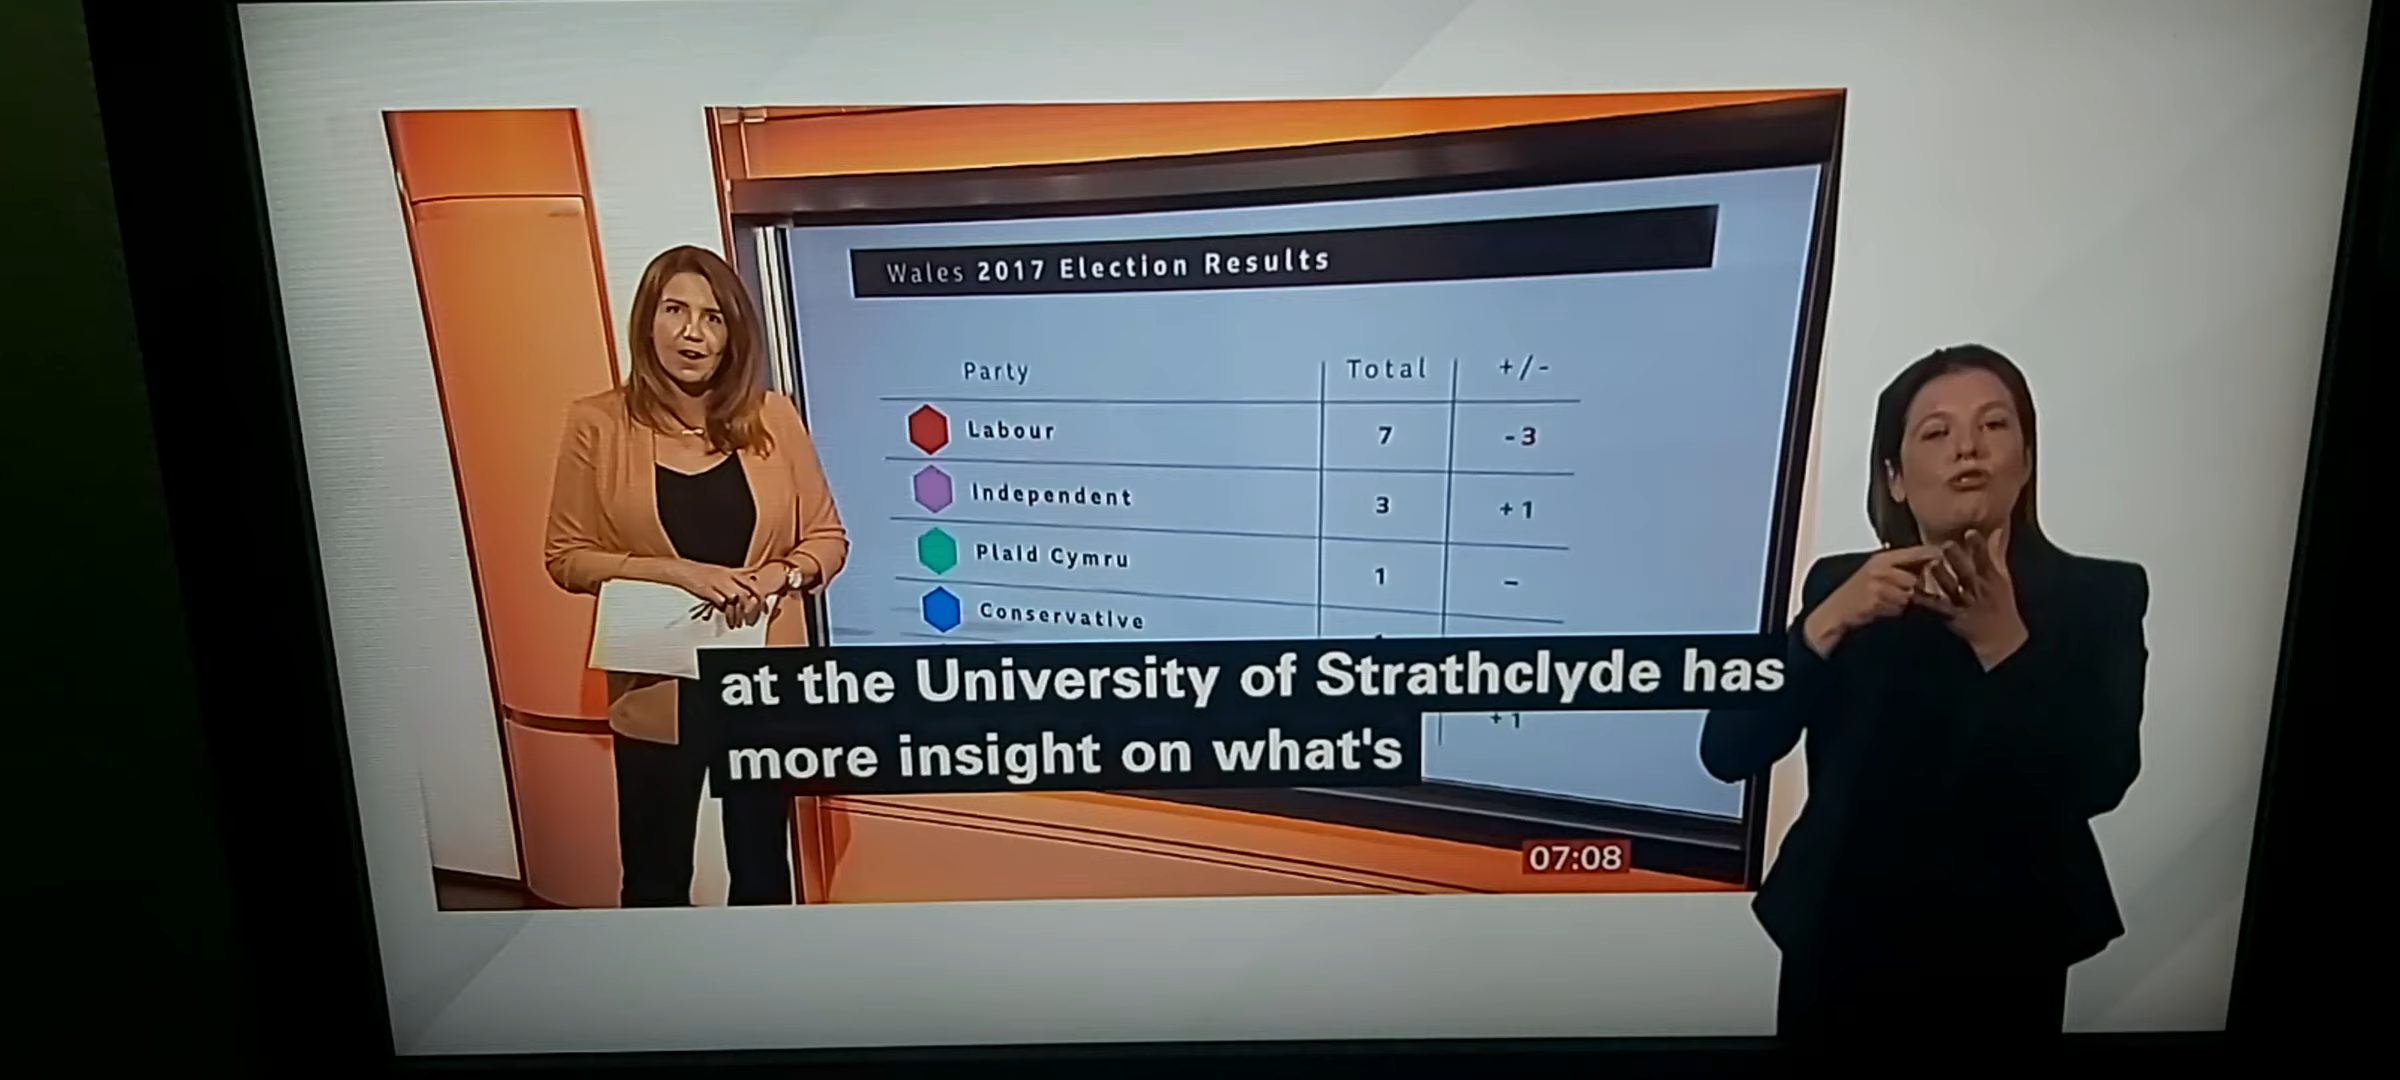 Wales 2017 Election Results
Party Total +/-
Labour 7 -3
Independent 3 +1
Plaid Cymru 1 –
Conservative
at the University of Strathclyde has
more insight on what's
+1
07:08